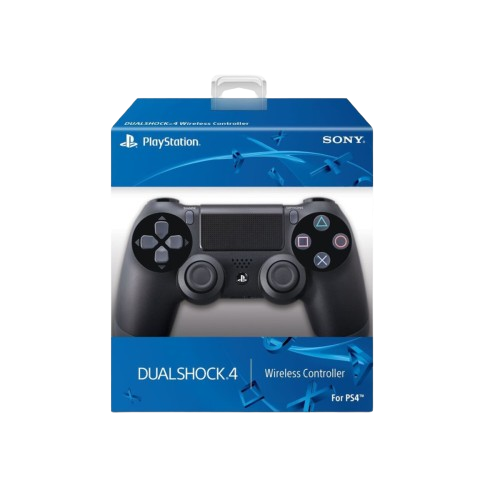 DUALSHOCK®4 Wireless Controller
PlayStation®
SONY®
DUALSHOCK®4
Wireless Controller
For PS4™